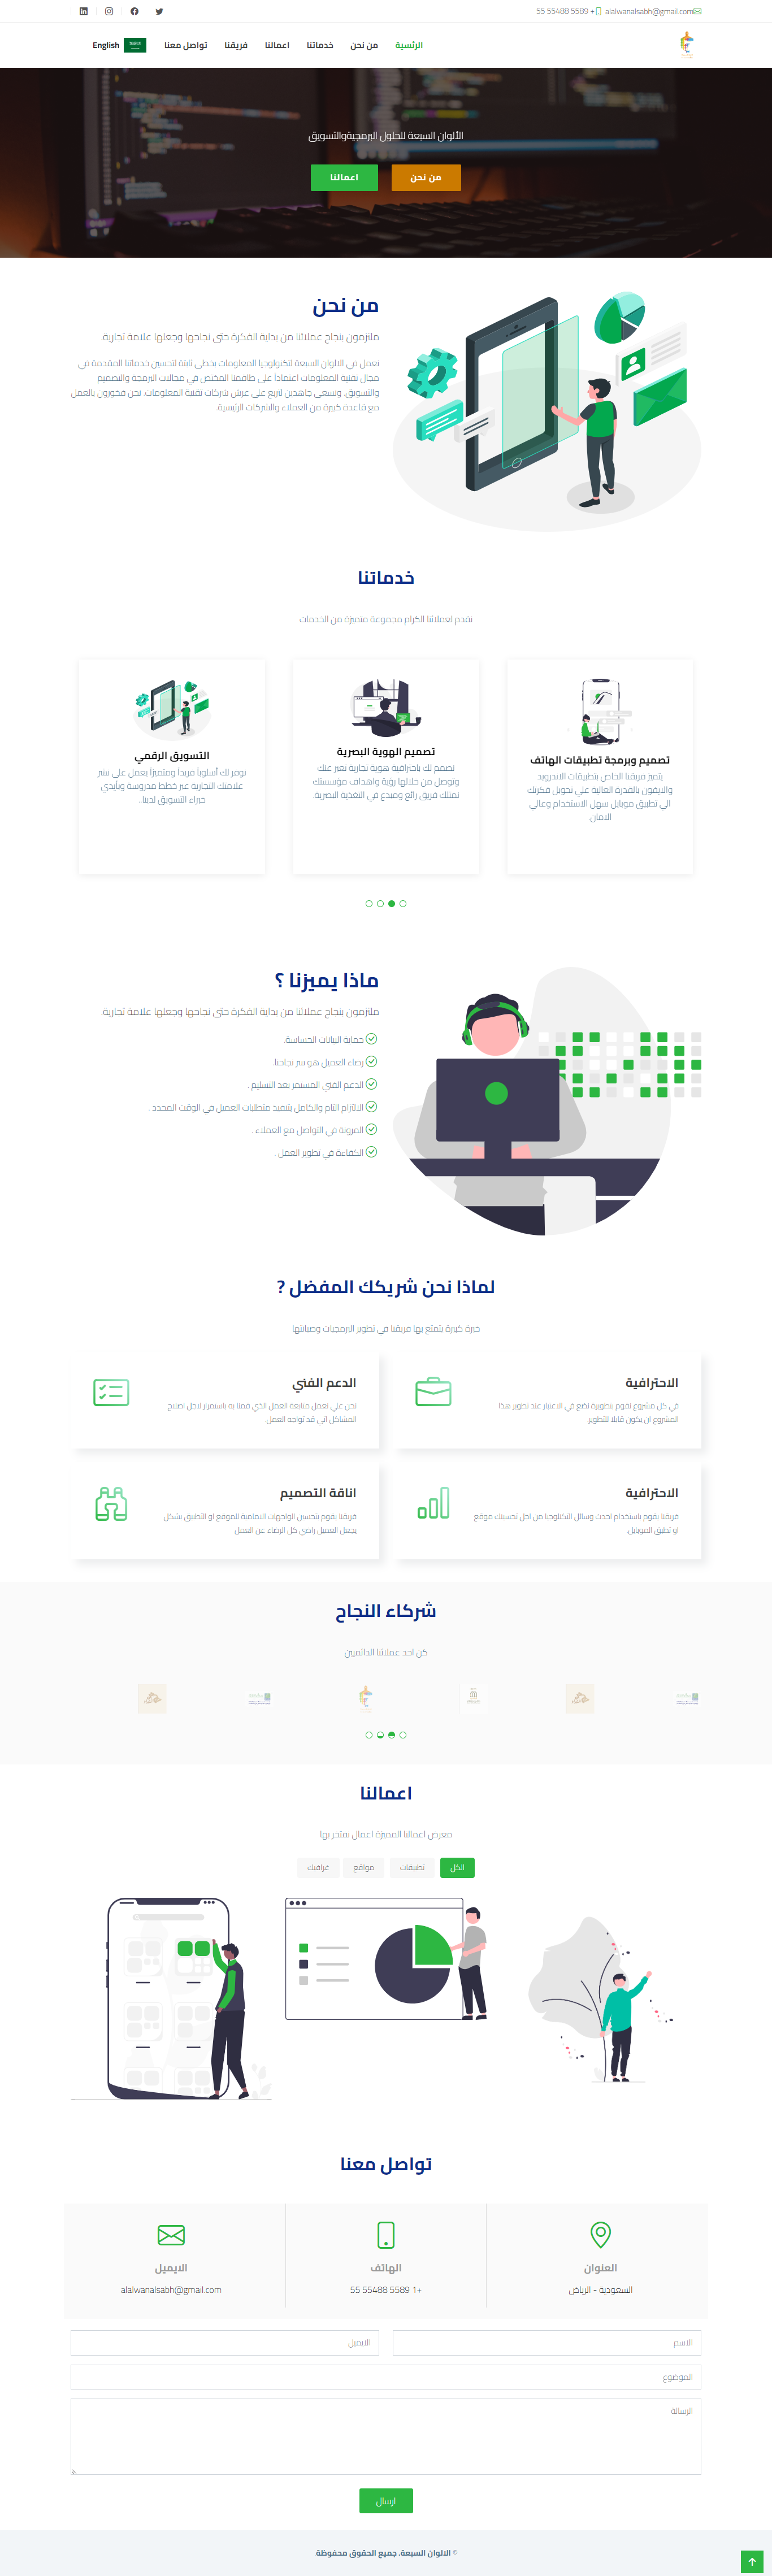 alalwanalsabh@gmail.com
+ 5589 55488 55
الرئسية
من نحن
خدماتنا
اعمالنا
فريقنا
تواصل معنا
English
الألوان السبعة للحلول البرمجيةوالتسويق
من نحن
اعمالنا
من نحن
ملتزمون بنجاح عملائنا من بداية الفكرة حتى نجاحها وجعلها علامة تجارية.
نعمل في الالوان السبعة لتكنولوجيا المعلومات بخطى ثابتة لتحسين خدماتنا المقدمة في
مجال تقنية المعلومات اعتمادا على طاقمنا المختص في مجالات البرمجة والتصميم
والتسويق. ونسعى جاهدين لنربع على عرش شركات تقنية المعلومات، نحن فخورون بالعمل
مع قاعدة كبيرة من العملاء والشركات الرئيسية.
خدماتنا
نقدم لعملائنا الكرام مجموعة متميزة من الخدمات
تصميم وبرمجة تطبيقات الهاتف
يتميز فريقنا الخاص بتطبيقات الاندرويد
والايفون بالقدرة العالية على تحويل فكرتك
الي تطبيق موبايل سهل الاستخدام وعالي
الامان.
تصميم الهوية البصرية
نصمم لك باحترافية هوية تجارية تعبر عنك
وتوصل من خلالها رؤية واهداف مؤسستك
نمتلك فريق رائع ومبدع في التغذية البصرية.
التسويق الرقمي
نوفر لك أسلوبا فريدا ومتميزا يعمل على نشر
علامتك التجارية عبر خطط مدروسة وبأيدي
خبراء التسويق لدينا .
ماذا يميزنا ؟
ملتزمون بنجاح عملائنا من بداية الفكرة حتى نجاحها وجعلها علامة تجارية.
حماية البيانات الحساسة.
رضاء العميل هو سر نجاحنا.
الدعم الفني المستمر بعد التسليم .
الالتزام التام والكامل بتنفيذ متطلبات العميل في الوقت المحدد .
المرونة في التواصل مع العملاء .
الكفاءة في تطوير العمل .
لماذا نحن شريكك المفضل ?
خبرة كبيرة يتمتع بها فريقنا في تطوير البرمجيات وصيانتها
الاحترافية
في كل مشروع نقوم بتطويرة نضع في الاعتبار عند تطوير هذا
المشروع ان يكون قابلا للتطوير.
الدعم الفني
نحن علي نعمل متابعة العمل الذي قمنا به باستمرار لاجل اصلاح
المشاكل اتي قد تواجه العمل.
الاحترافية
فريقنا يقوم باستخدام احدث وسائل التكنلوجيا من اجل تحسينك موقع
او تطبق الموبايل.
اناقة التصميم
فريقنا يقوم بتحسين الواجهات الامامية للموقع او التطبيق بشكل
يجعل العميل راضي كل الرضاء عن العمل
شركاء النجاح
كن احد عملائنا الدائميين
اعمالنا
معرض اعمالنا المميزة اعمال نفتخر بها
الكل
تطبيقات
مواقع
غرافيك
تواصل معنا
العنوان
السعودية - الرياض
الهاتف
+1 5589 55488 55
الايميل
alalwanalsabh@gmail.com
الاسم
الايميل
الموضوع
الرسالة
ارسال
© الالوان السبعة. جميع الحقوق محفوظة.